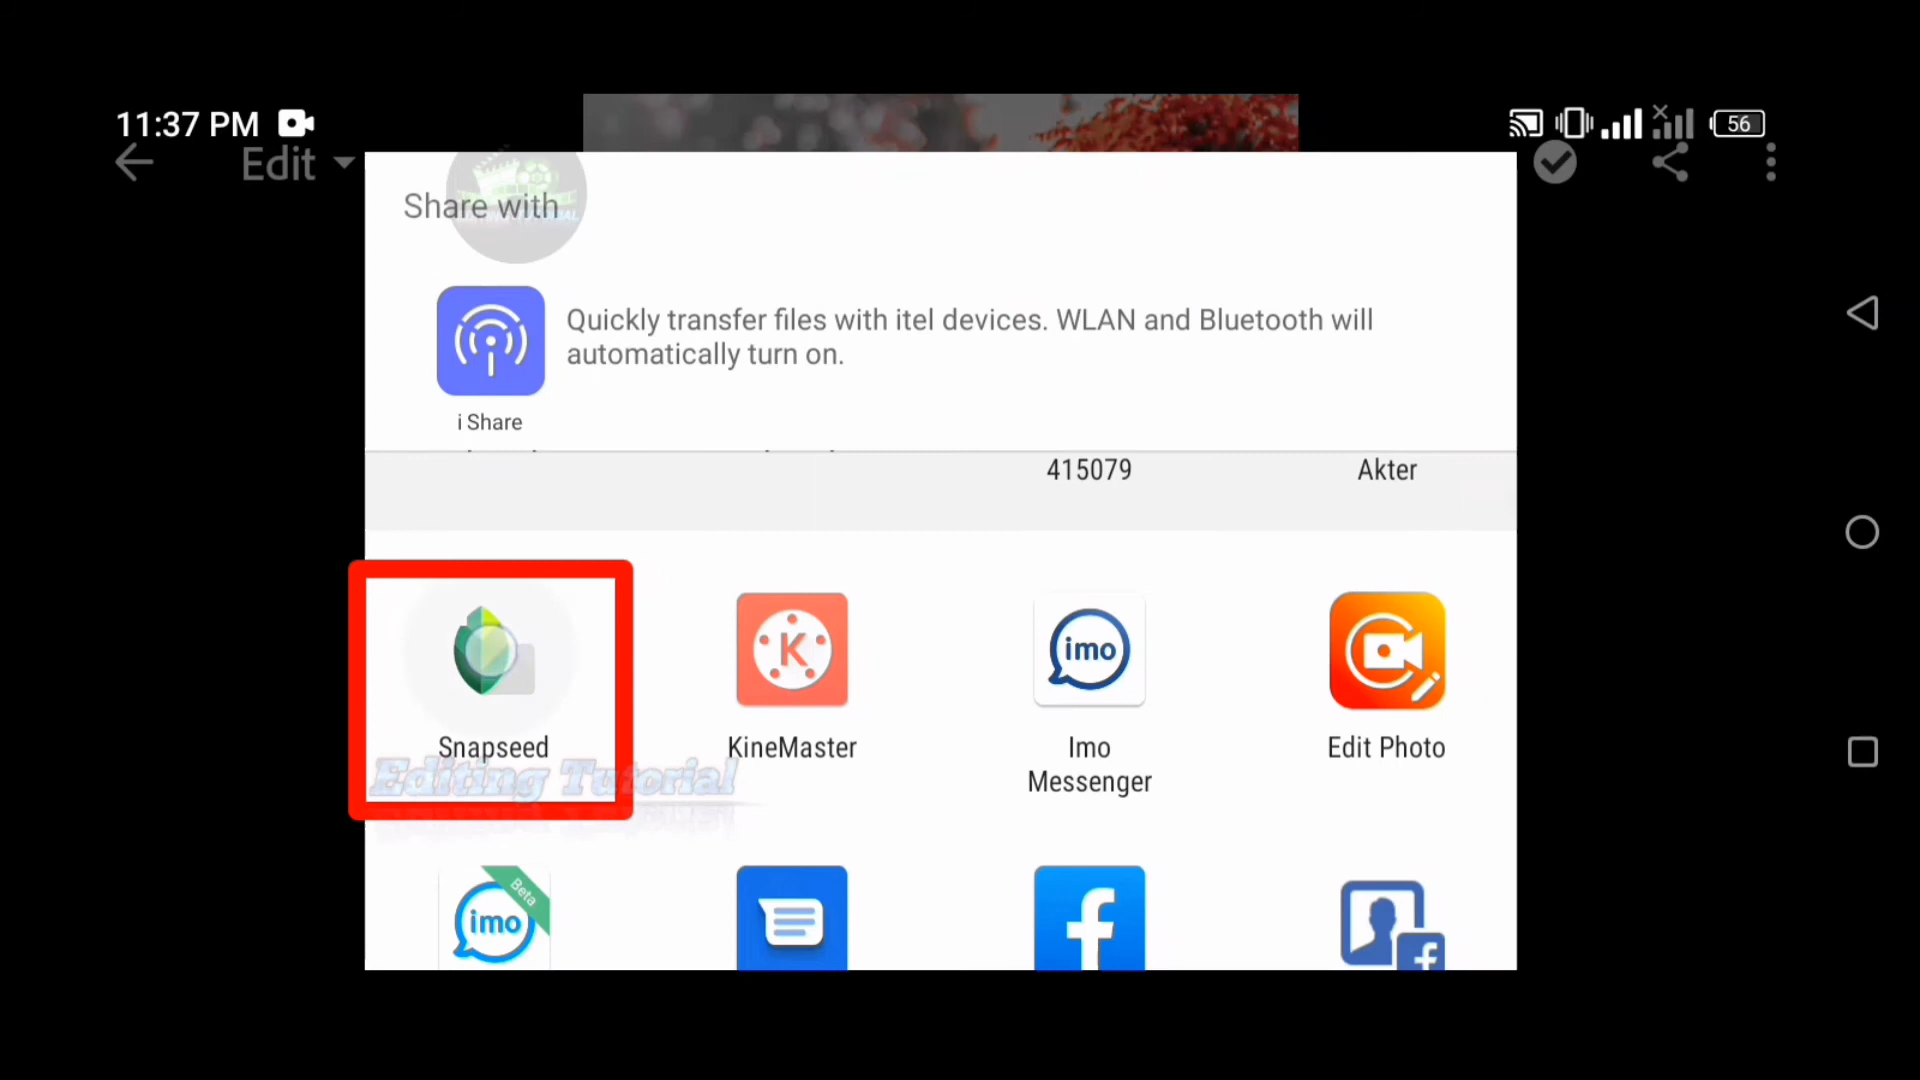 11:37 PM
56
Edit
Share with
Quickly transfer files with itel devices. WLAN and Bluetooth will
automatically turn on.
i Share
415079
Akter
Snapseed
KineMaster
imo
Imo
Messenger
Edit Photo
Editing Tutorial
imo
Beta